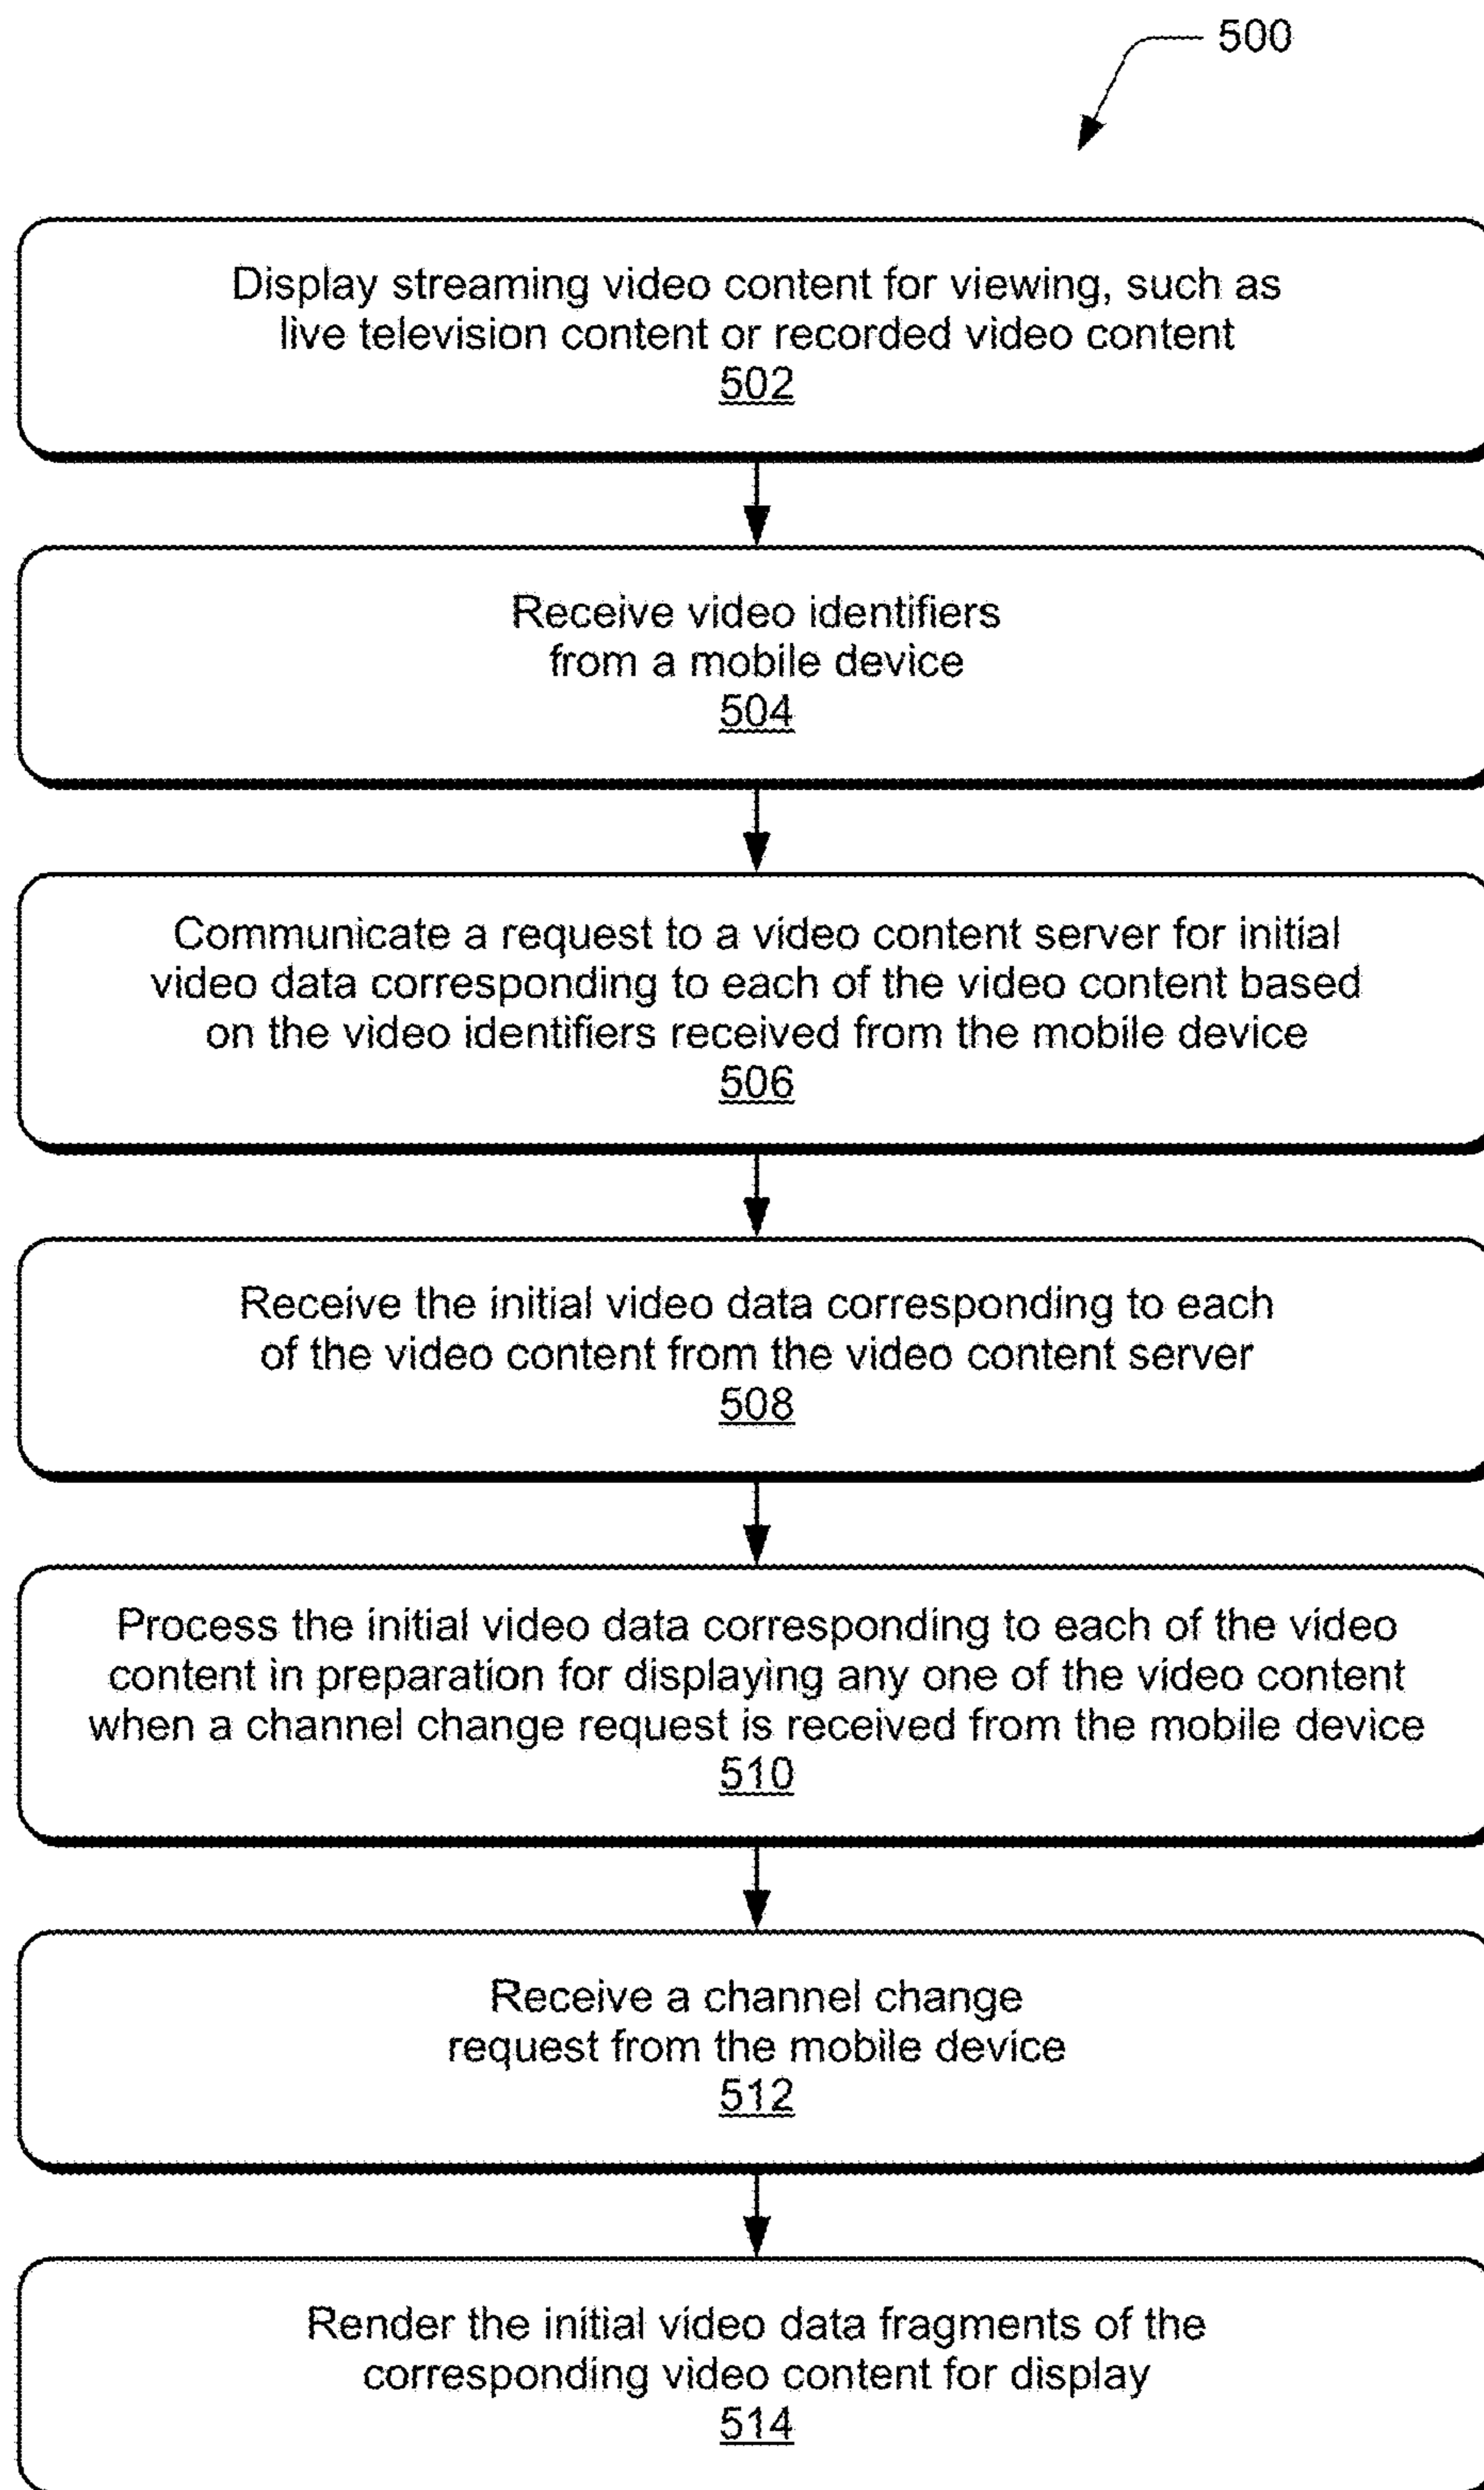 500
Display streaming video content for viewing, such as
live television content or recorded video content
502
Receive video identifiers
from a mobile device
504
Communicate a request to a video content server for initial
video data corresponding to each of the video content based
on the video identifiers received from the mobile device
506
Receive the initial video data corresponding to each
of the video content from the video content server
508
Process the initial video data corresponding to each of the video
content in preparation for displaying any one of the video content
when a channel change request is received from the mobile device
510
Receive a channel change
request from the mobile device
512
Render the initial video data fragments of the
corresponding video content for display
514